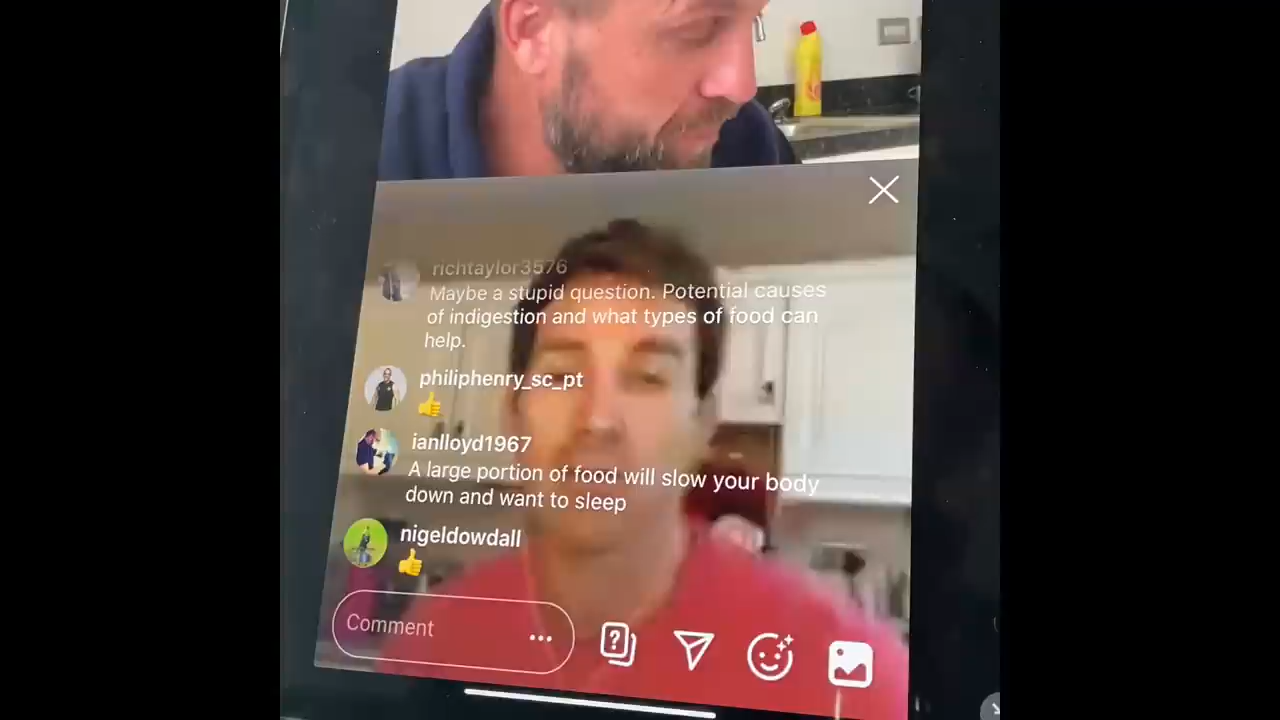 richtaylor3576
Maybe a stupid question. Potential causes
of indigestion and what types of food can
help.
philiphenry_sc_pt
👍
ianlloyd1967
A large portion of food will slow your body
down and want to sleep
nigeldowdall
👍
Comment